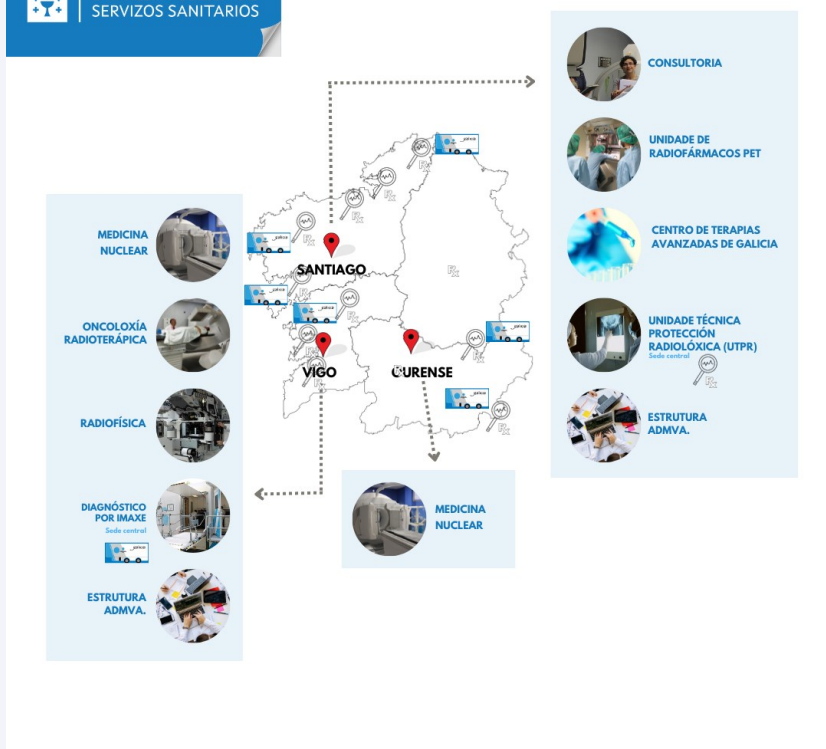 SERVIZOS SANITARIOS
CONSULTORIA
UNIDADE DE
RADIOFÁRMACOS PET
CENTRO DE TERAPIAS
AVANZADAS DE GALICIA
UNIDADE TÉCNICA
PROTECCIÓN
RADIOLÓXICA (UTPR)
Sede central
ESTRUTURA
ADMVA.
MEDICINA
NUCLEAR
ONCOLOXÍA
RADIOTERÁPICA
RADIOFÍSICA
DIAGNÓSTICO
POR IMAXE
Sede central
ESTRUTURA
ADMVA.
SANTIAGO
VIGO
OURENSE
MEDICINA
NUCLEAR